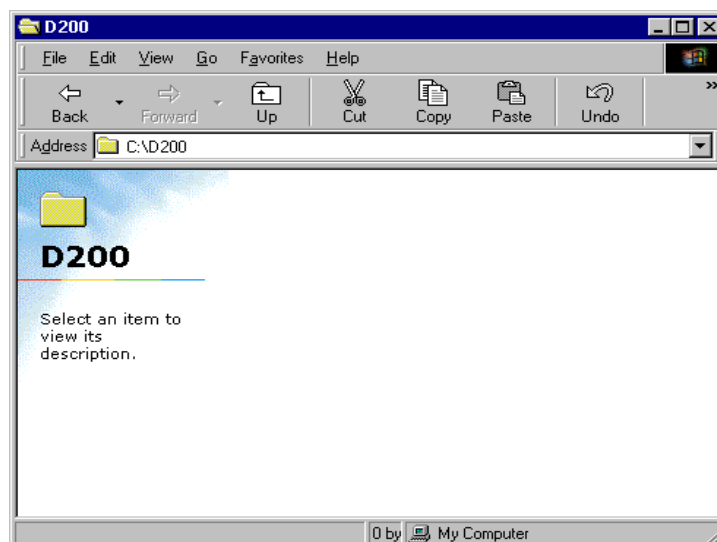 D200
File Edit View Go Favorites Help
Back Forward Up Cut Copy Paste Undo »
Address C:\D200
D200
Select an item to
view its
description.
0 by My Computer